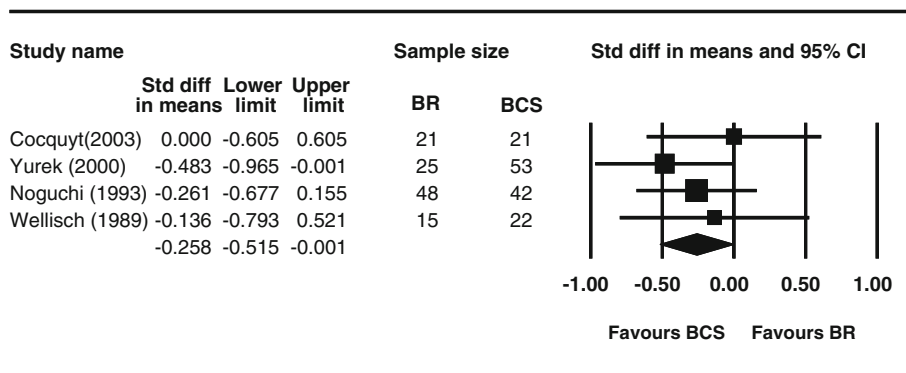 Study name Sample size Std diff in means and 95% CI
Std diff Lower Upper
in means limit limit BR BCS
Cocquyt(2003) 0.000 -0.605 0.605 21 21
Yurek (2000) -0.483 -0.965 -0.001 25 53
Noguchi (1993) -0.261 -0.677 0.155 48 42
Wellisch (1989) -0.136 -0.793 0.521 15 22
-0.258 -0.515 -0.001
-1.00 -0.50 0.00 0.50 1.00
Favours BCS Favours BR